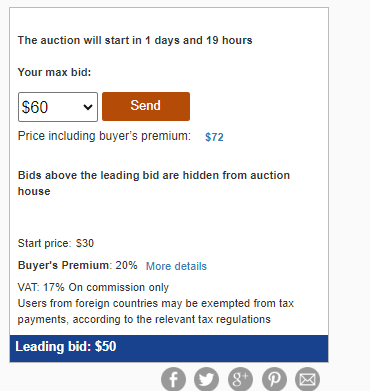 The auction will start in 1 days and 19 hours
Your max bid:
$60
Send
Price including buyer's premium: $72
Bids above the leading bid are hidden from auction
house
Start price: $30
Buyer's Premium: 20% More details
VAT: 17% On commission only
Users from foreign countries may be exempted from tax
payments, according to the relevant tax regulations
Leading bid: $50